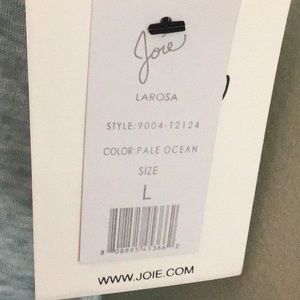 Joie
LAROSA
STYLE:9004-T2124
COLOR:PALE OCEAN
SIZE
L
WWW.JOIE.COM